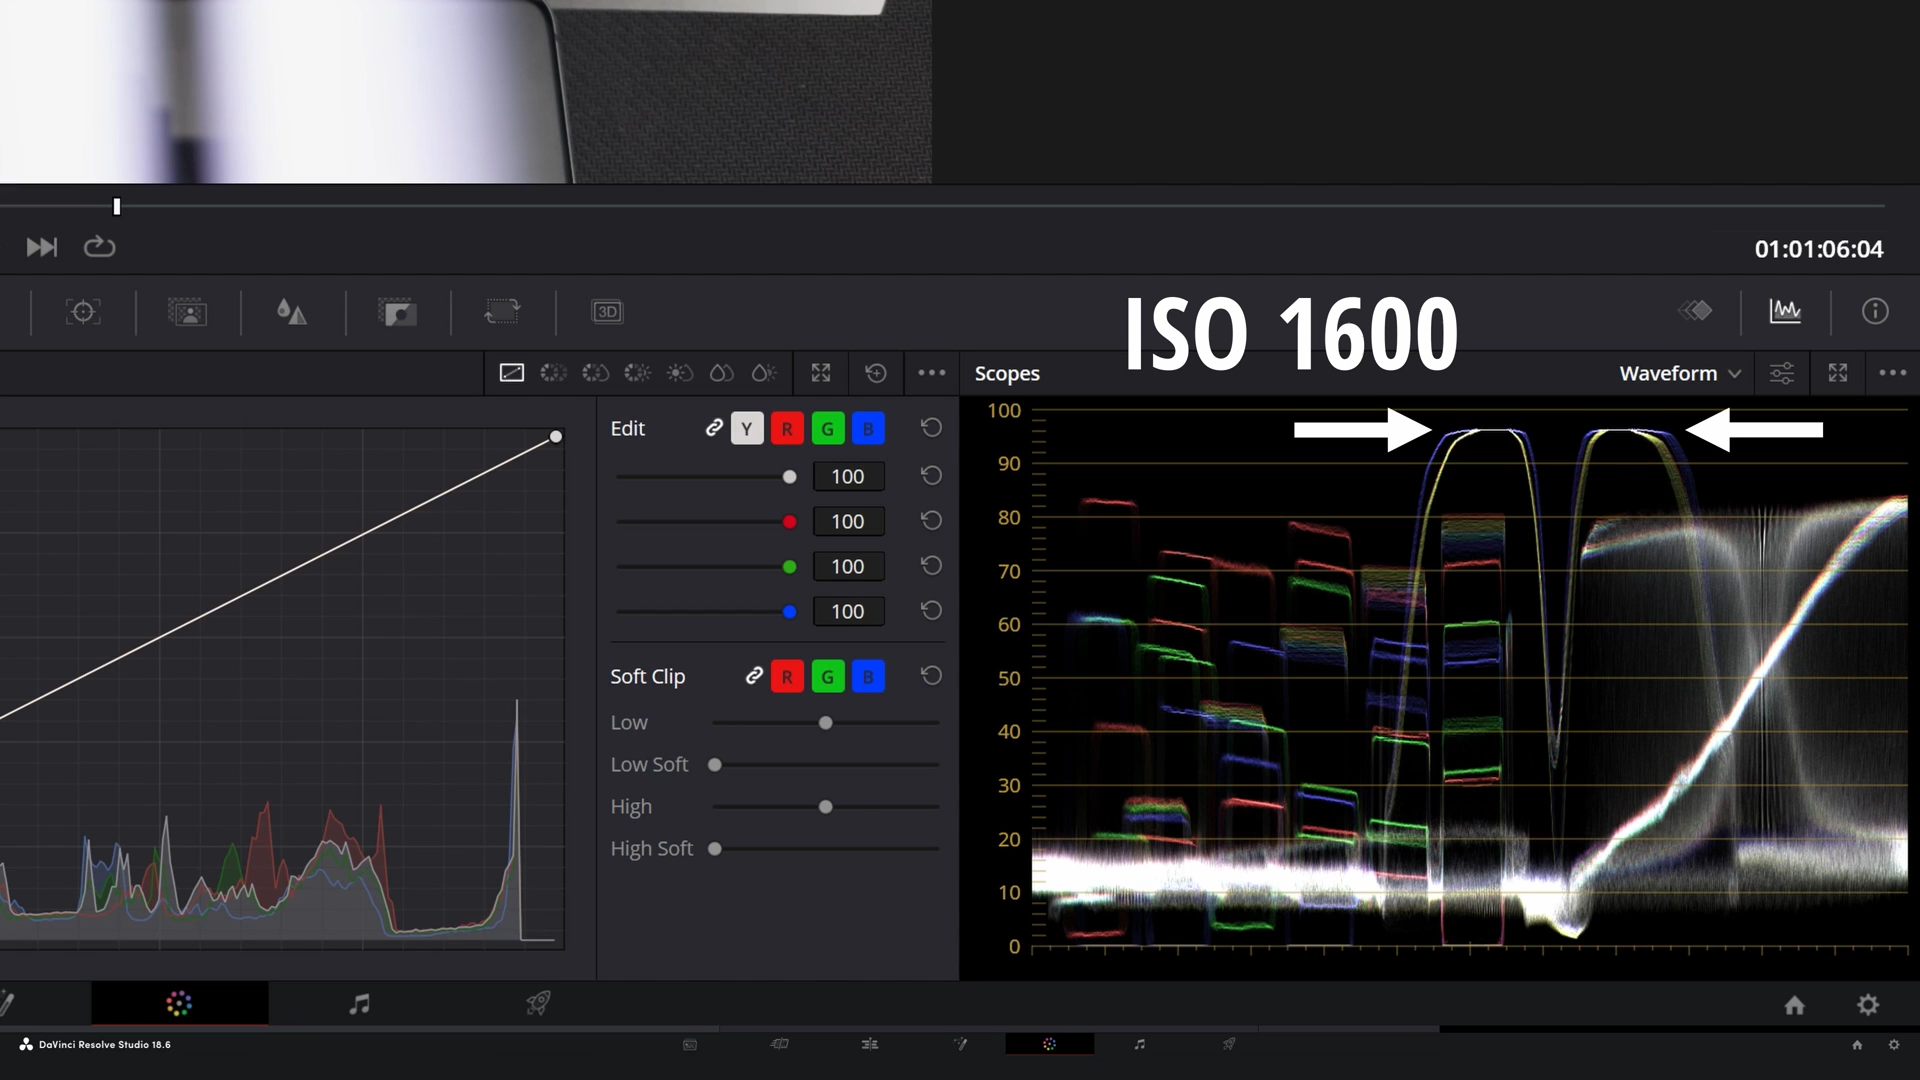 01:01:06:04
3D
ISO 1600
Scopes
Waveform
Edit
Y R G B
100
100
100
100
Soft Clip
R G B
Low
Low Soft
High
High Soft
100
90
80
70
60
50
40
30
20
10
0
DaVinci Resolve Studio 18.6